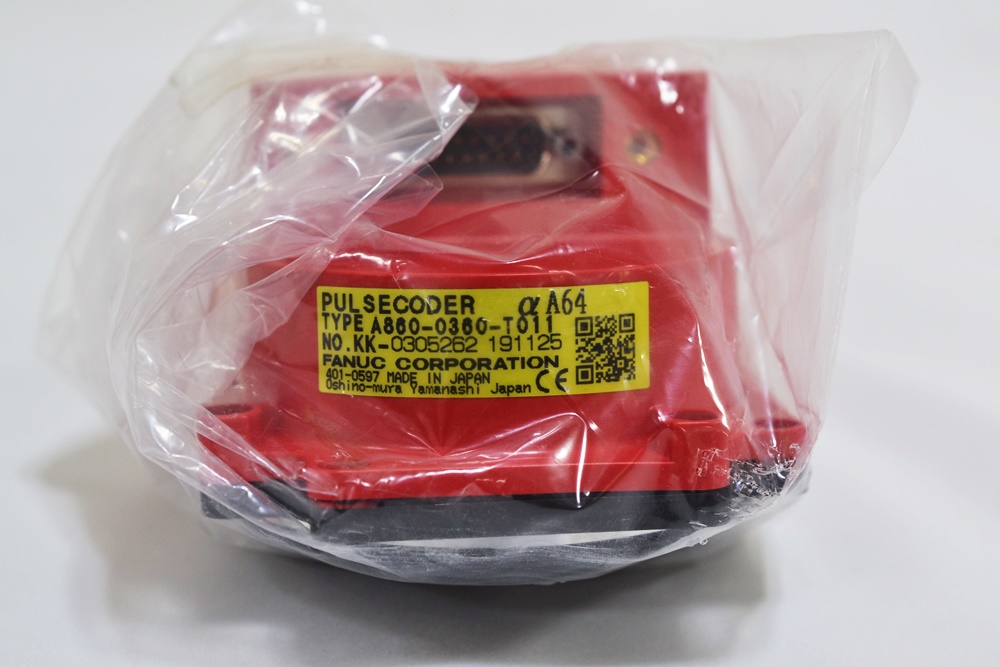 PULSECODER αA64
TYPE A860-0360-T011
NO.KK-0305262 191125
FANUC CORPORATION
401-0597 MADE IN JAPAN
Oshino-mura Yamanashi Japan CE